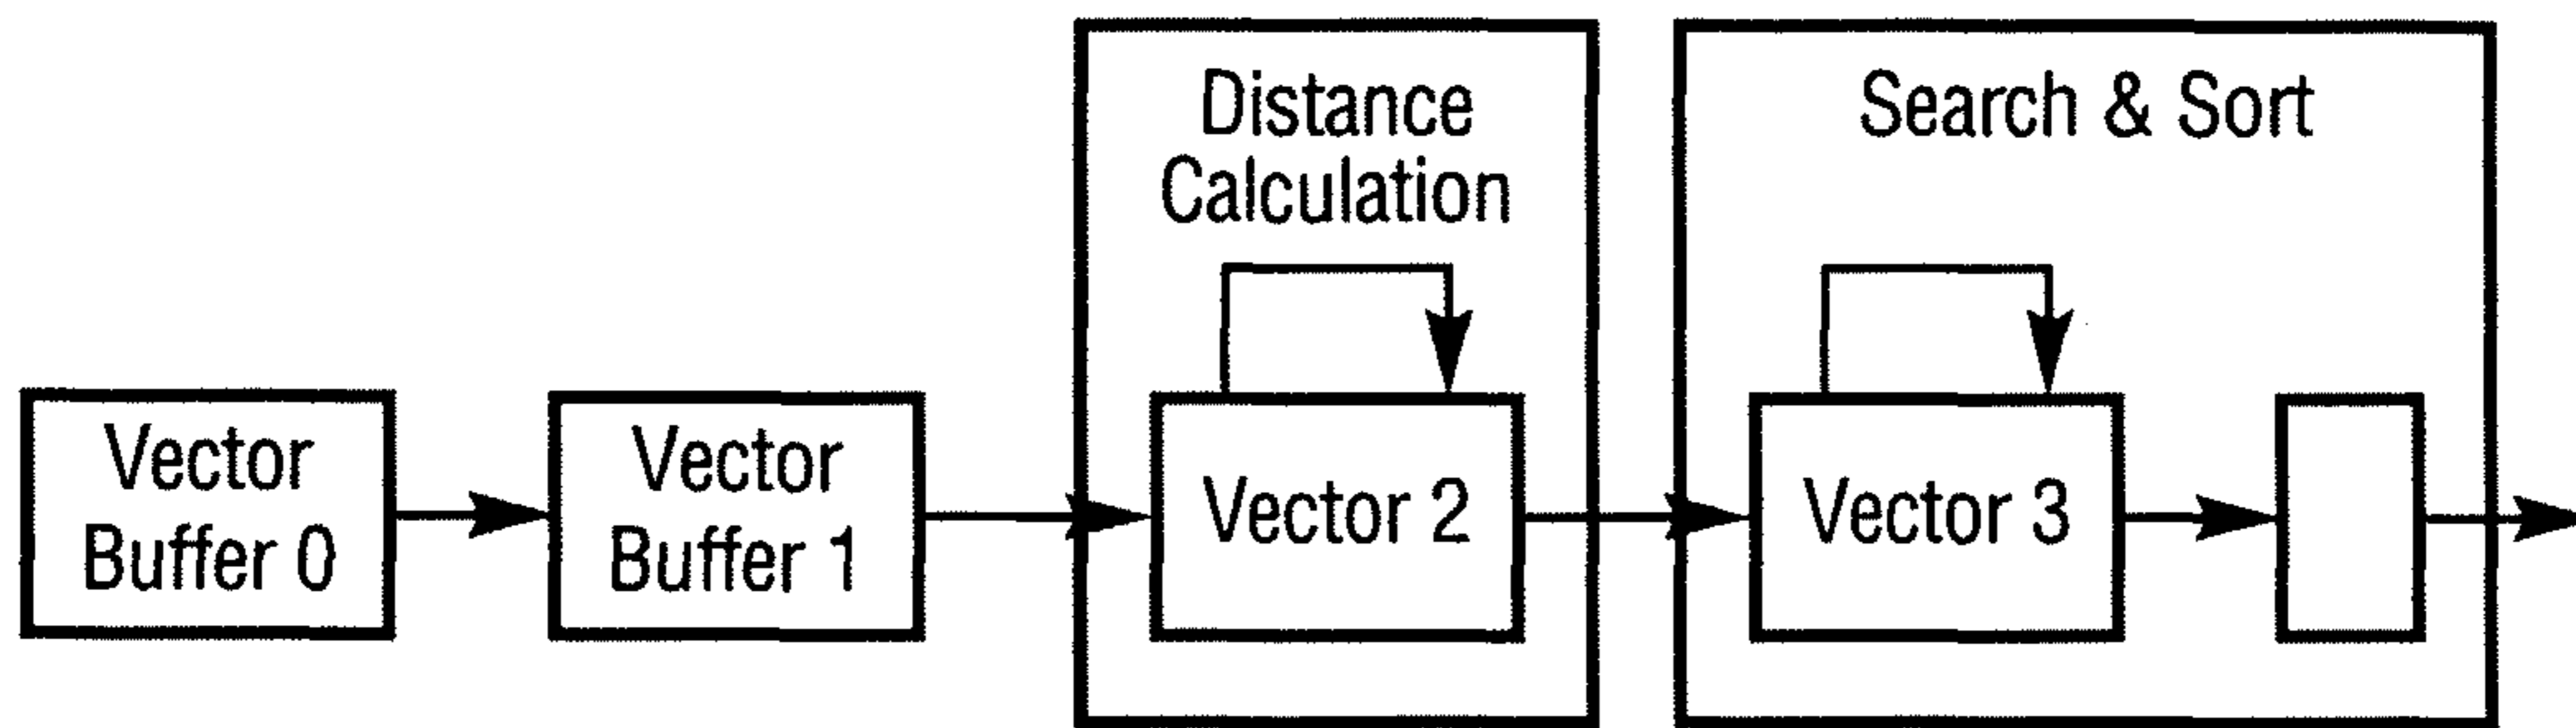 Distance
Calculation
Search & Sort
Vector
Buffer 0
Vector
Buffer 1
Vector 2
Vector 3